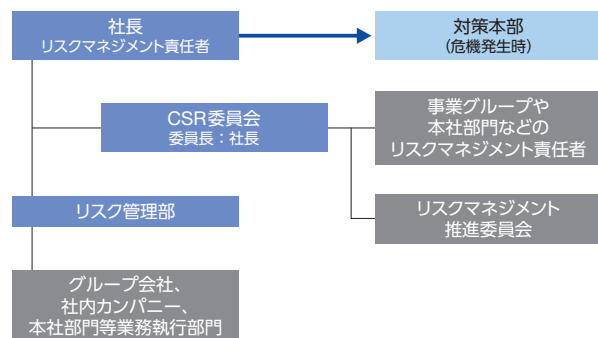 社長
リスクマネジメント責任者
対策本部
(危機発生時)
CSR委員会
委員長：社長
事業グループや
本社部門などの
リスクマネジメント責任者
リスク管理部
リスクマネジメント
推進委員会
グループ会社、
社内カンパニー、
本社部門等業務執行部門